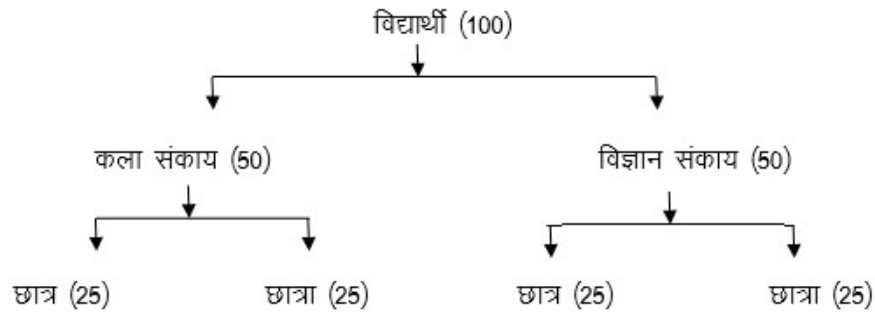 विद्यार्थी (100)
कला संकाय (50) विज्ञान संकाय (50)
छात्र (25) छात्रा (25) छात्र (25) छात्रा (25)